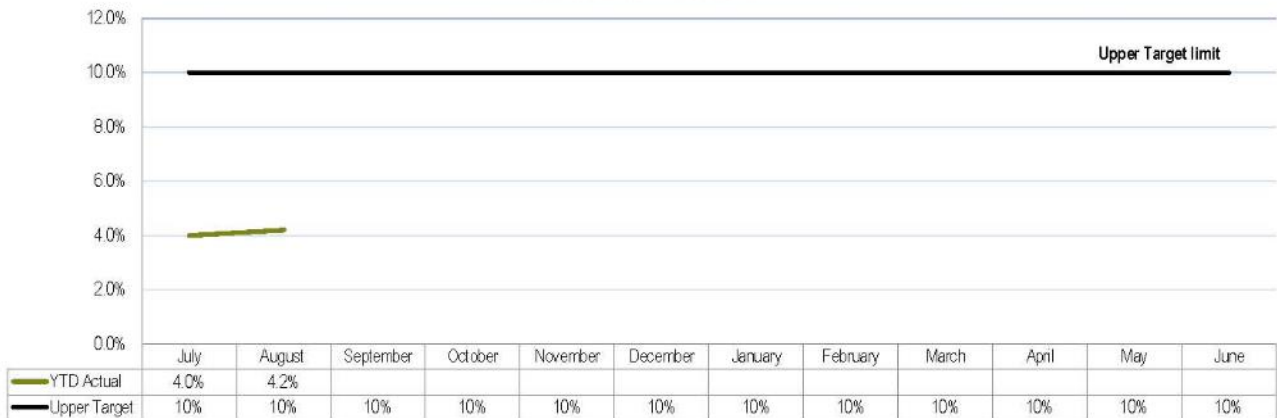 12.0%
Upper Target limit
10.0%
8.0%
6.0%
4.0%
2.0%
0.0%
July August September October November December January February March April May June
YTD Actual 4.0% 4.2%
Upper Target 10% 10% 10% 10% 10% 10% 10% 10% 10% 10% 10% 10%